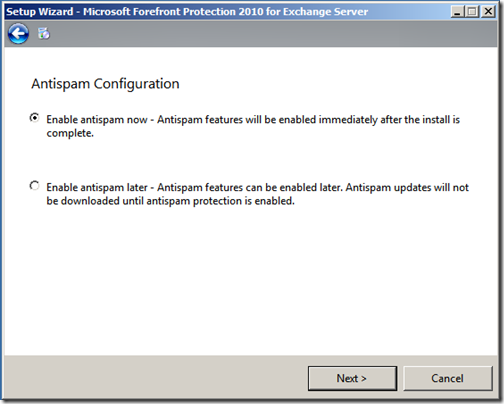 Setup Wizard - Microsoft Forefront Protection 2010 for Exchange Server
Antispam Configuration
Enable antispam now - Antispam features will be enabled immediately after the install is
complete.
Enable antispam later - Antispam features can be enabled later. Antispam updates will not
be downloaded until antispam protection is enabled.
Next >
Cancel